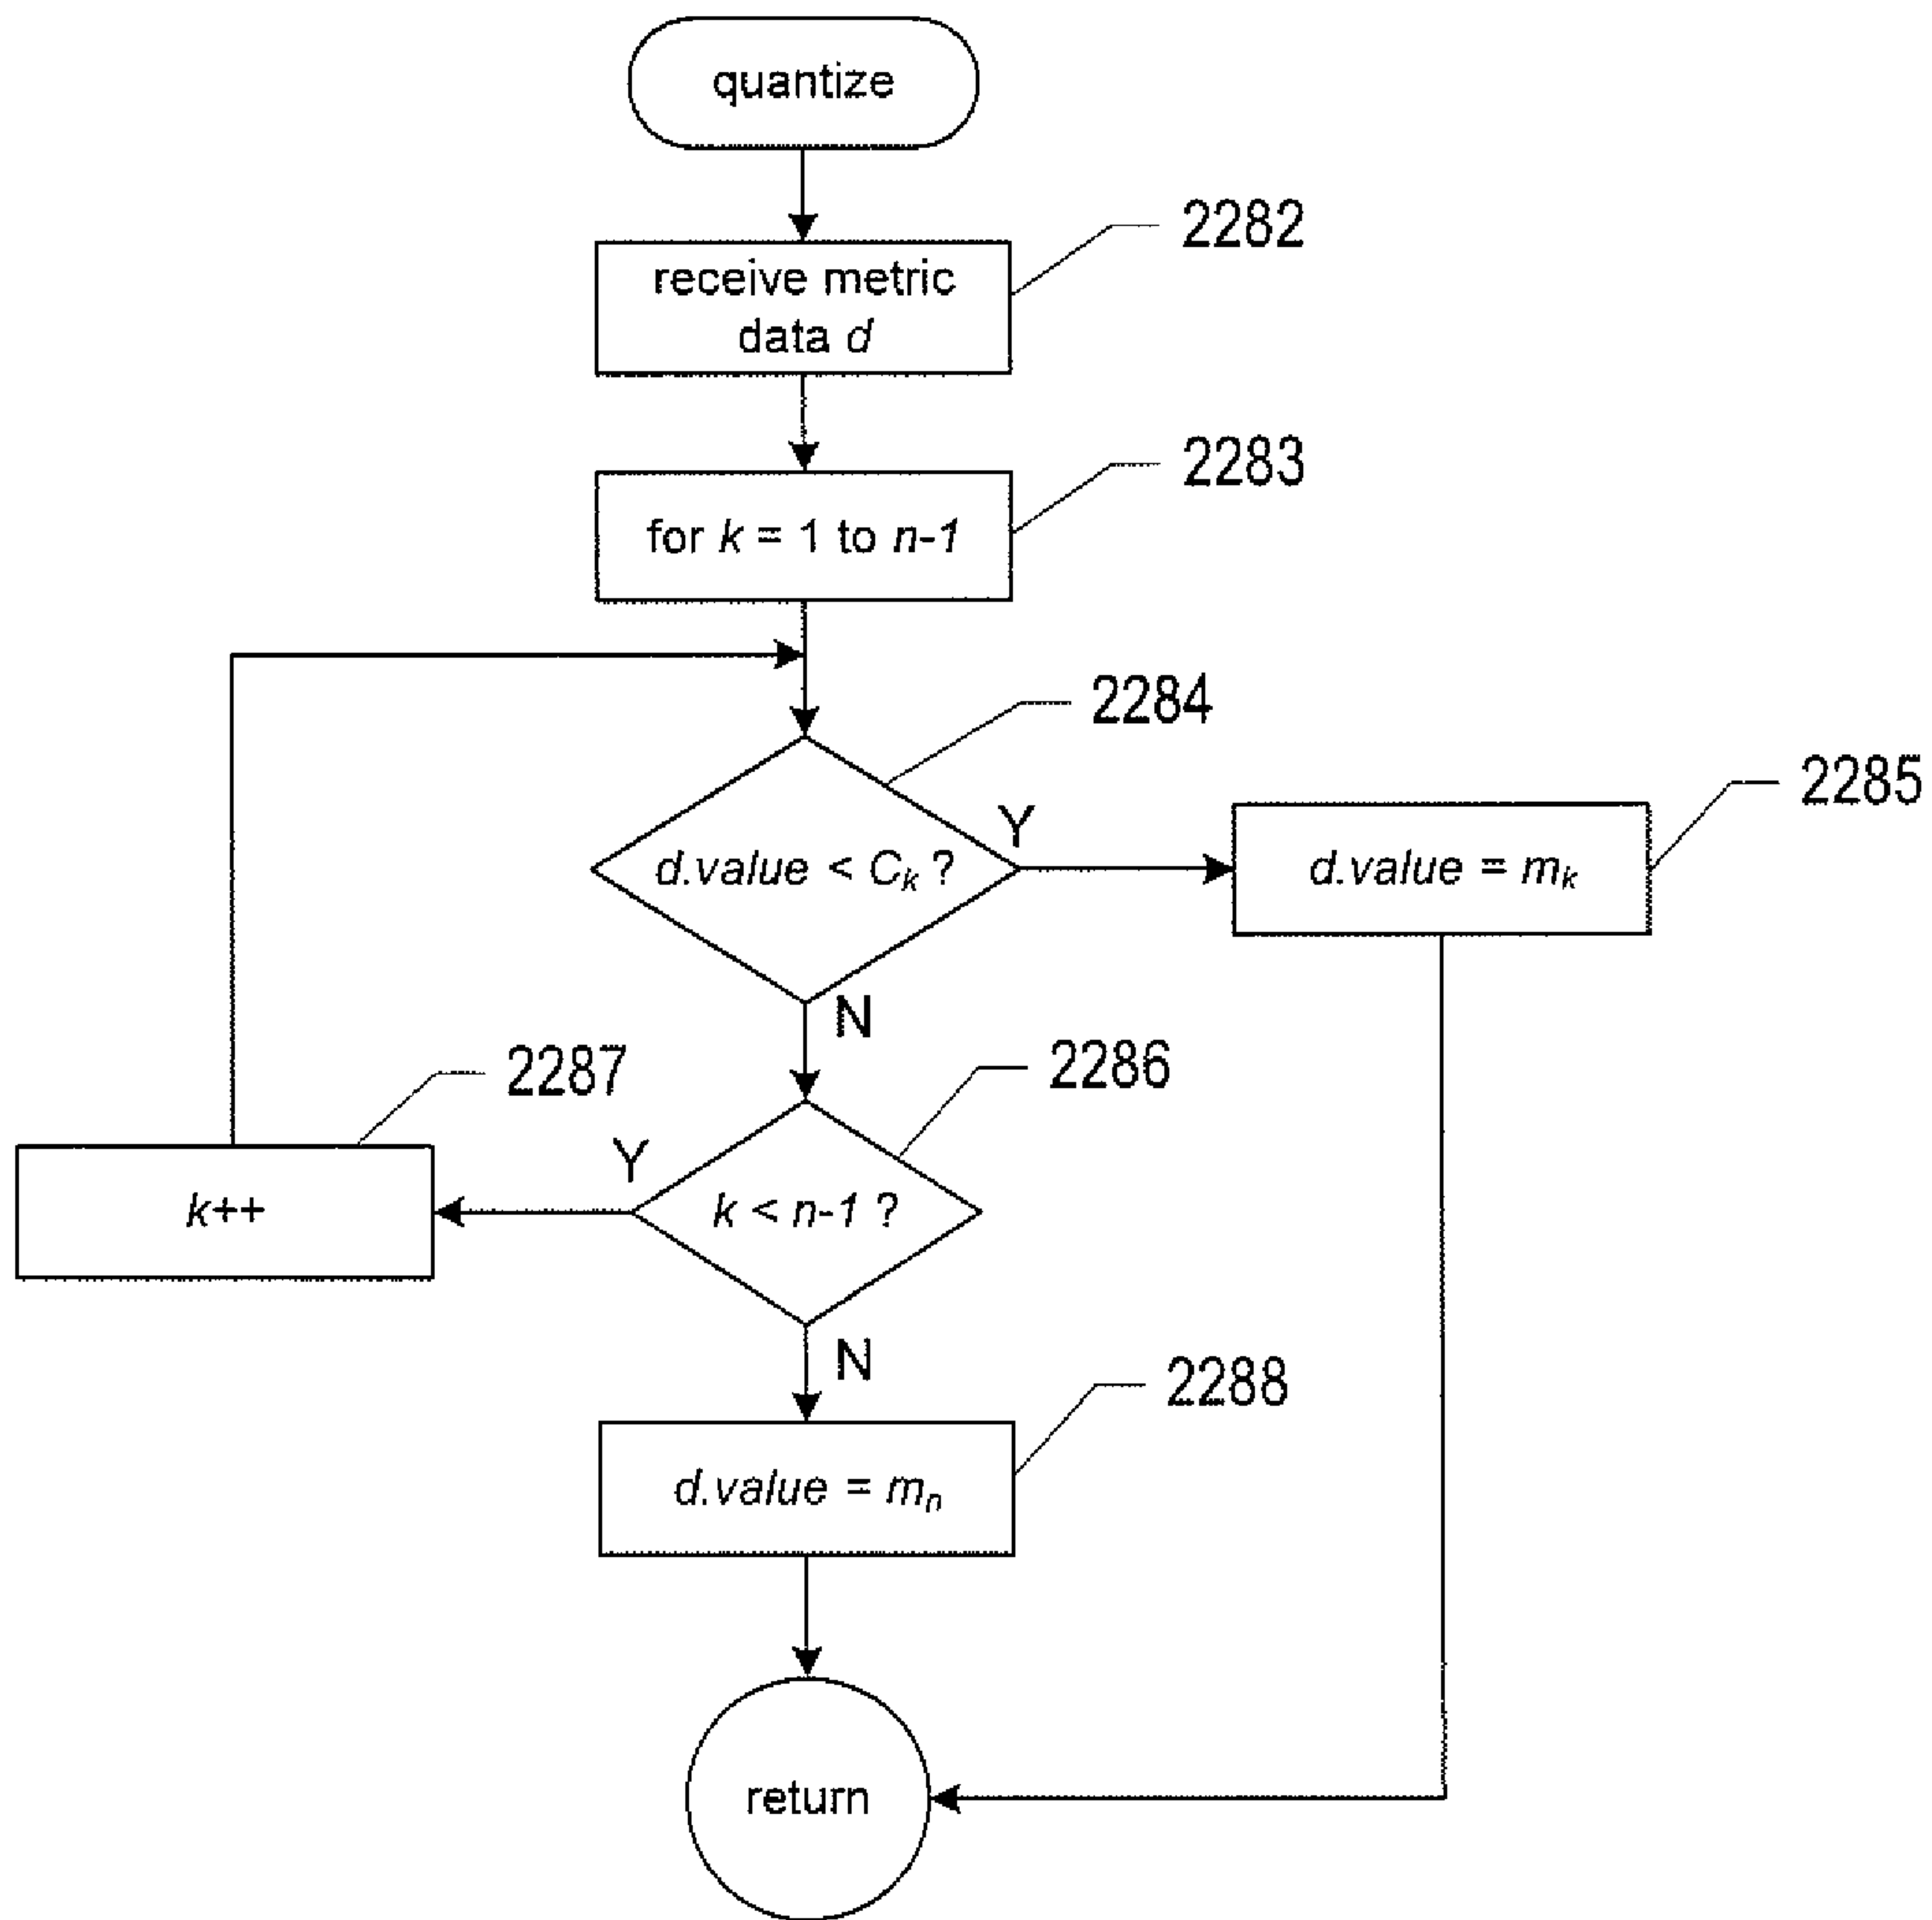 quantize
2282
receive metric
data d
2283
for k = 1 to n-1
2284
2285
Y
d.value < Ck ?
d.value = mk
N
2287
2286
Y
k++
k < n-1 ?
N
2288
d.value = mn
return